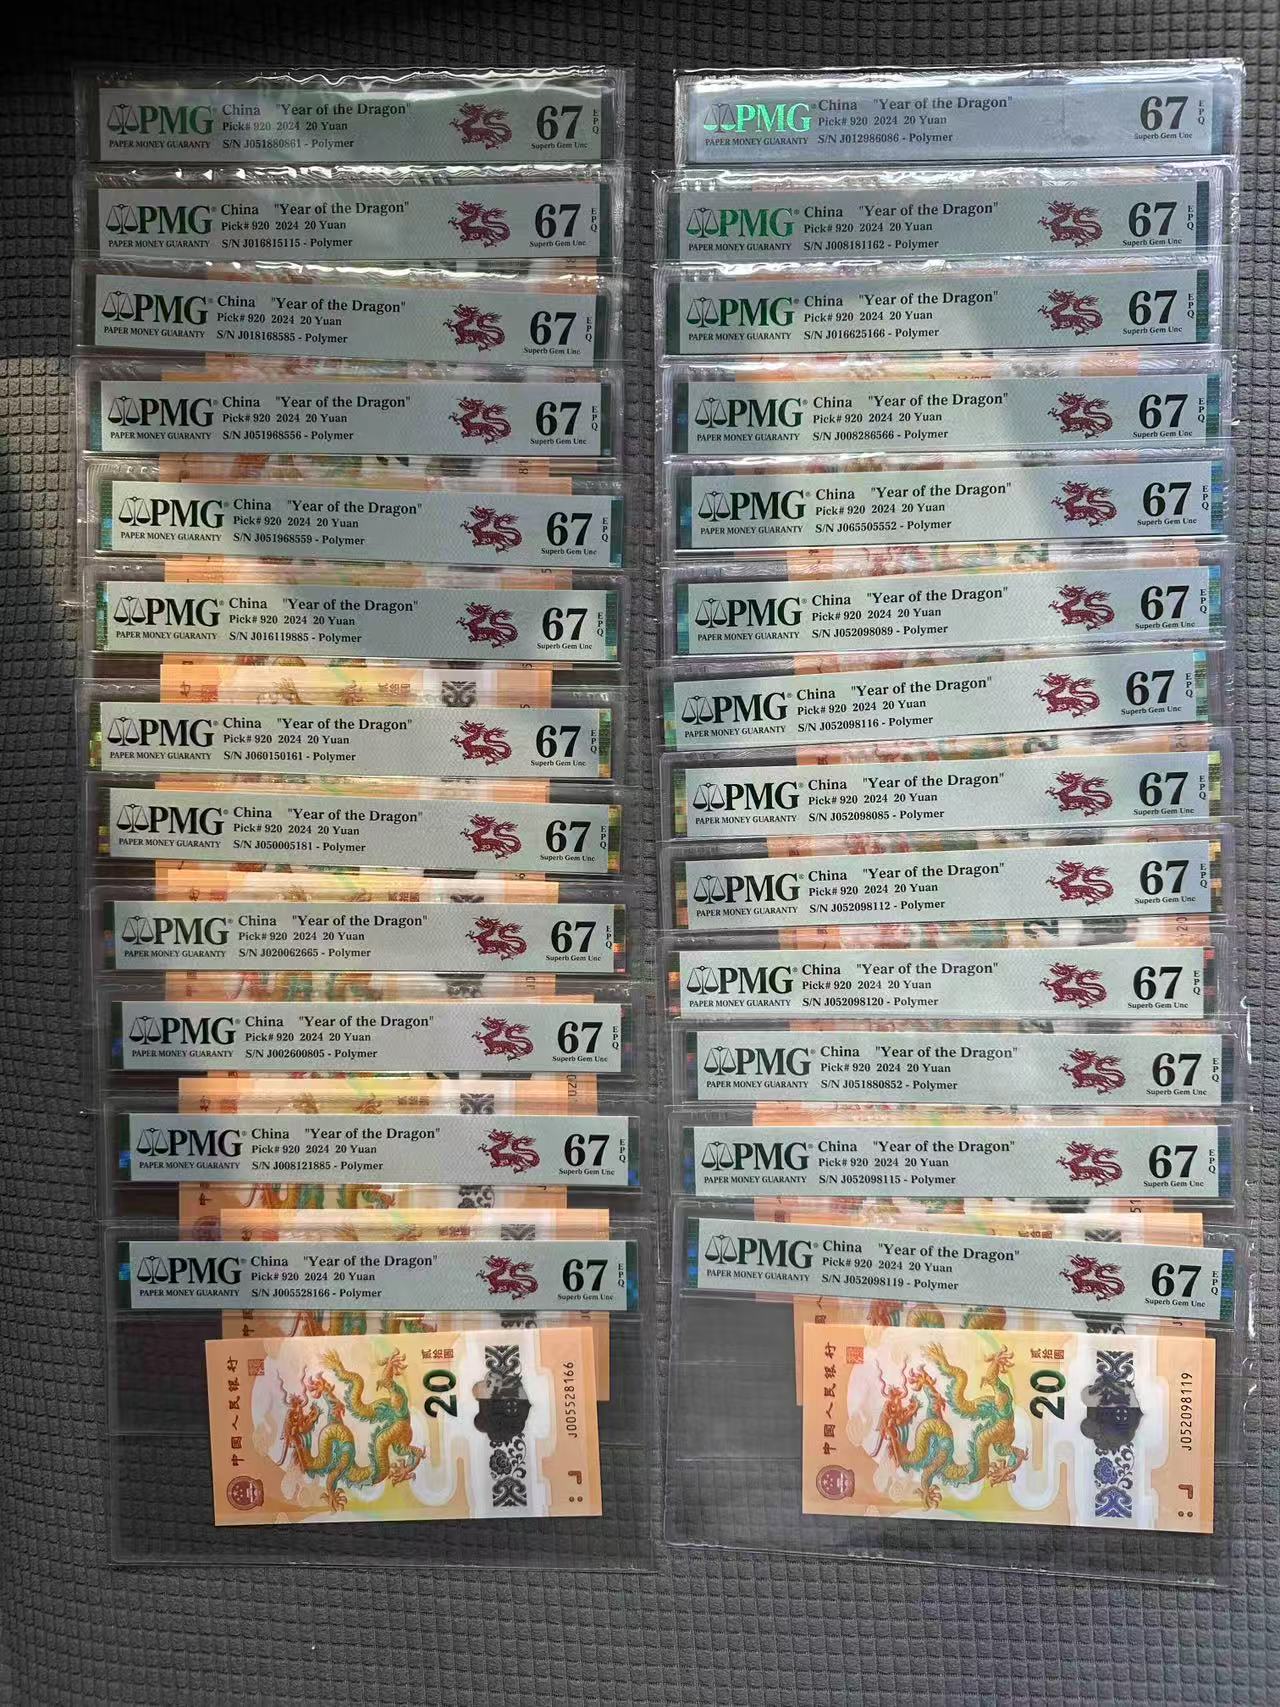 PMG
PAPER MONEY GUARANTY
China "Year of the Dragon"
Pick# 920 2024 20 Yuan
S/N J051880861 - Polymer
67 EPQ
Superb Gem Unc
PMG
PAPER MONEY GUARANTY
China "Year of the Dragon"
Pick# 920 2024 20 Yuan
S/N J016815115 - Polymer
67 EPQ
Superb Gem Unc
PMG
PAPER MONEY GUARANTY
China "Year of the Dragon"
Pick# 920 2024 20 Yuan
S/N J018168585 - Polymer
67 EPQ
Superb Gem Unc
PMG
PAPER MONEY GUARANTY
China "Year of the Dragon"
Pick# 920 2024 20 Yuan
S/N J051968556 - Polymer
67 EPQ
Superb Gem Unc
PMG
PAPER MONEY GUARANTY
China "Year of the Dragon"
Pick# 920 2024 20 Yuan
S/N J051968559 - Polymer
67 EPQ
Superb Gem Unc
PMG
PAPER MONEY GUARANTY
China "Year of the Dragon"
Pick# 920 2024 20 Yuan
S/N J016119885 - Polymer
67 EPQ
Superb Gem Unc
PMG
PAPER MONEY GUARANTY
China "Year of the Dragon"
Pick# 920 2024 20 Yuan
S/N J060150161 - Polymer
67 EPQ
Superb Gem Unc
PMG
PAPER MONEY GUARANTY
China "Year of the Dragon"
Pick# 920 2024 20 Yuan
S/N J050005181 - Polymer
67 EPQ
Superb Gem Unc
PMG
PAPER MONEY GUARANTY
China "Year of the Dragon"
Pick# 920 2024 20 Yuan
S/N J020062665 - Polymer
67 EPQ
Superb Gem Unc
PMG
PAPER MONEY GUARANTY
China "Year of the Dragon"
Pick# 920 2024 20 Yuan
S/N J002600805 - Polymer
67 EPQ
Superb Gem Unc
PMG
PAPER MONEY GUARANTY
China "Year of the Dragon"
Pick# 920 2024 20 Yuan
S/N J008121885 - Polymer
67 EPQ
Superb Gem Unc
PMG
PAPER MONEY GUARANTY
China "Year of the Dragon"
Pick# 920 2024 20 Yuan
S/N J005528166 - Polymer
67 EPQ
Superb Gem Unc
中国人民银行
贰拾圆
20
J005528166
PMG
PAPER MONEY GUARANTY
China "Year of the Dragon"
Pick# 920 2024 20 Yuan
S/N J012986086 - Polymer
67 EPQ
Superb Gem Unc
PMG
PAPER MONEY GUARANTY
China "Year of the Dragon"
Pick# 920 2024 20 Yuan
S/N J008181162 - Polymer
67 EPQ
Superb Gem Unc
PMG
PAPER MONEY GUARANTY
China "Year of the Dragon"
Pick# 920 2024 20 Yuan
S/N J016625166 - Polymer
67 EPQ
Superb Gem Unc
PMG
PAPER MONEY GUARANTY
China "Year of the Dragon"
Pick# 920 2024 20 Yuan
S/N J008286566 - Polymer
67 EPQ
Superb Gem Unc
PMG
PAPER MONEY GUARANTY
China "Year of the Dragon"
Pick# 920 2024 20 Yuan
S/N J065505552 - Polymer
67 EPQ
Superb Gem Unc
PMG
PAPER MONEY GUARANTY
China "Year of the Dragon"
Pick# 920 2024 20 Yuan
S/N J052098089 - Polymer
67 EPQ
Superb Gem Unc
PMG
PAPER MONEY GUARANTY
China "Year of the Dragon"
Pick# 920 2024 20 Yuan
S/N J052098116 - Polymer
67 EPQ
Superb Gem Unc
PMG
PAPER MONEY GUARANTY
China "Year of the Dragon"
Pick# 920 2024 20 Yuan
S/N J052098085 - Polymer
67 EPQ
Superb Gem Unc
PMG
PAPER MONEY GUARANTY
China "Year of the Dragon"
Pick# 920 2024 20 Yuan
S/N J052098112 - Polymer
67 EPQ
Superb Gem Unc
PMG
PAPER MONEY GUARANTY
China "Year of the Dragon"
Pick# 920 2024 20 Yuan
S/N J052098120 - Polymer
67 EPQ
Superb Gem Unc
PMG
PAPER MONEY GUARANTY
China "Year of the Dragon"
Pick# 920 2024 20 Yuan
S/N J051880852 - Polymer
67 EPQ
Superb Gem Unc
PMG
PAPER MONEY GUARANTY
China "Year of the Dragon"
Pick# 920 2024 20 Yuan
S/N J052098115 - Polymer
67 EPQ
Superb Gem Unc
PMG
PAPER MONEY GUARANTY
China "Year of the Dragon"
Pick# 920 2024 20 Yuan
S/N J052098119 - Polymer
67 EPQ
Superb Gem Unc
中国人民银行
贰拾圆
20
J052098119